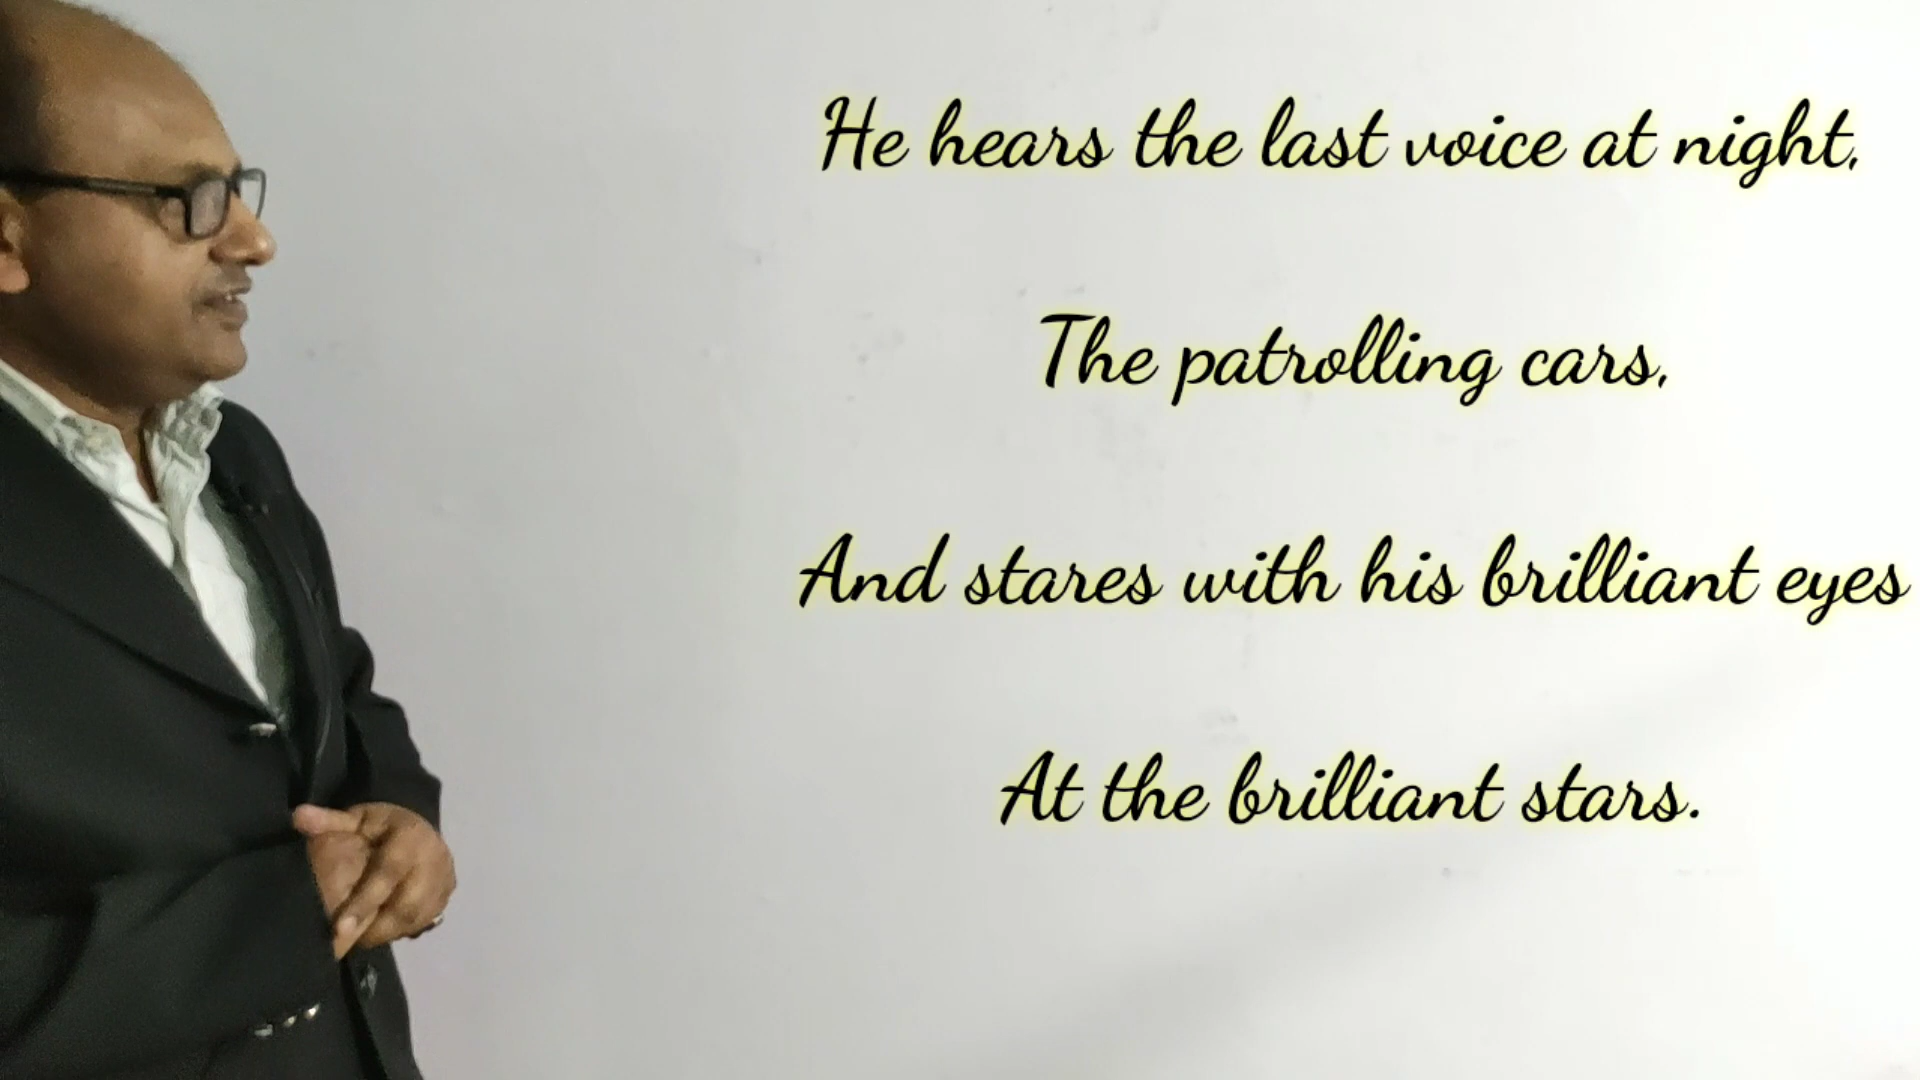 He hears the last voice at night,
The patrolling cars,
And stares with his brilliant eyes
At the brilliant stars.